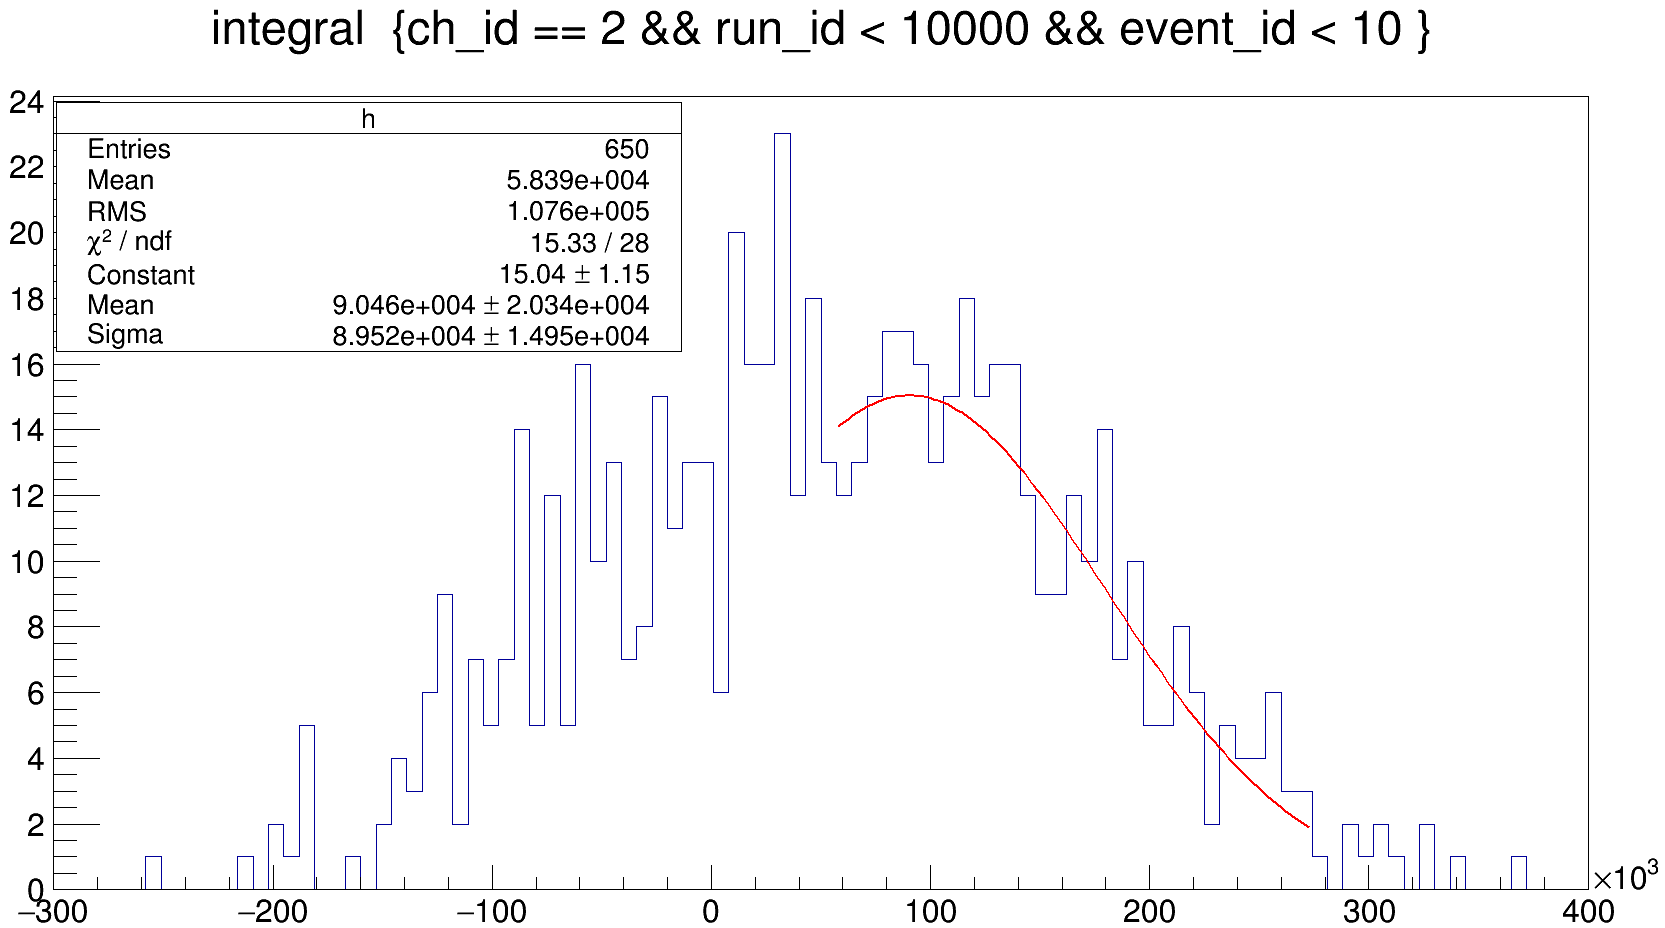 integral {ch_id == 2 && run_id < 10000 && event_id < 10 }
h
Entries 650
Mean 5.839e+004
RMS 1.076e+005
χ² / ndf 15.33 / 28
Constant 15.04 ± 1.15
Mean 9.046e+004 ± 2.034e+004
Sigma 8.952e+004 ± 1.495e+004
24
22
20
18
16
14
12
10
8
6
4
2
0
−300 −200 −100 0 100 200 300 400
×10³